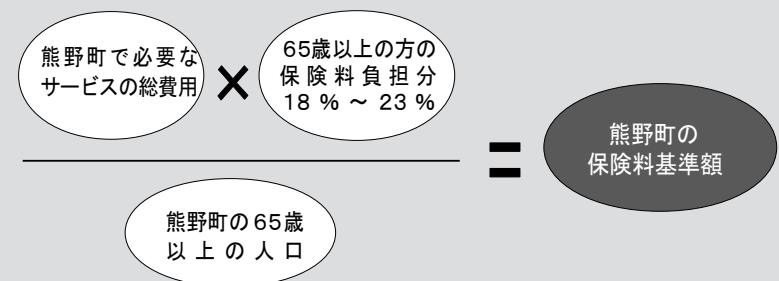 熊野町で必要な
サービスの総費用
×
65歳以上の方の
保険料負担分
18%~23%
=
熊野町の
保険料基準額
熊野町の65歳
以上の人口